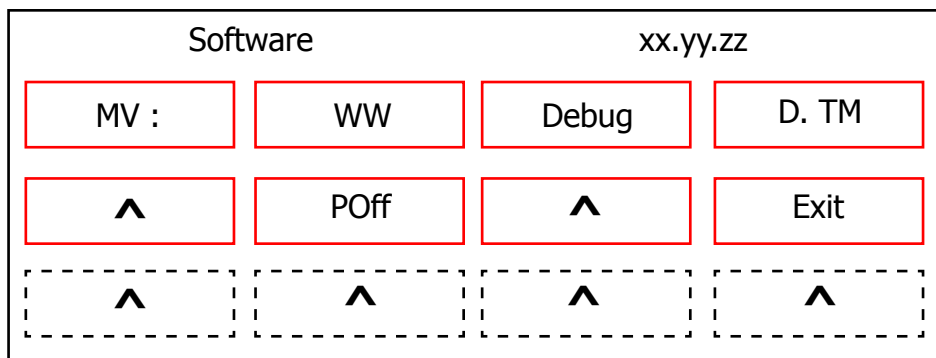 Software xx.yy.zz
MV : WW Debug D. TM
^ POff ^ Exit
^ ^ ^ ^